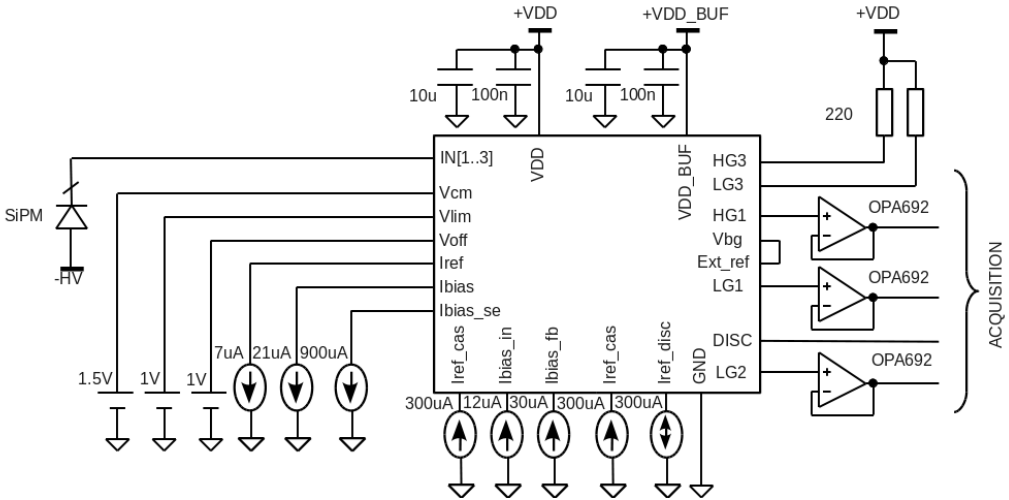 +VDD
+VDD_BUF
+VDD
10u
100n
10u
100n
220
IN[1..3]
VDD
VDD_BUF
HG3
LG3
SiPM
-HV
Vcm
Vlim
Voff
Iref
Ibias
Ibias_se
HG1
Vbg
Ext_ref
LG1
DISC
LG2
OPA692
OPA692
OPA692
ACQUISITION
Iref_cas
Ibias_in
Ibias_fb
Iref_cas
Iref_disc
GND
1.5V
1V
1V
7uA
21uA
900uA
300uA
12uA
30uA
300uA
300uA